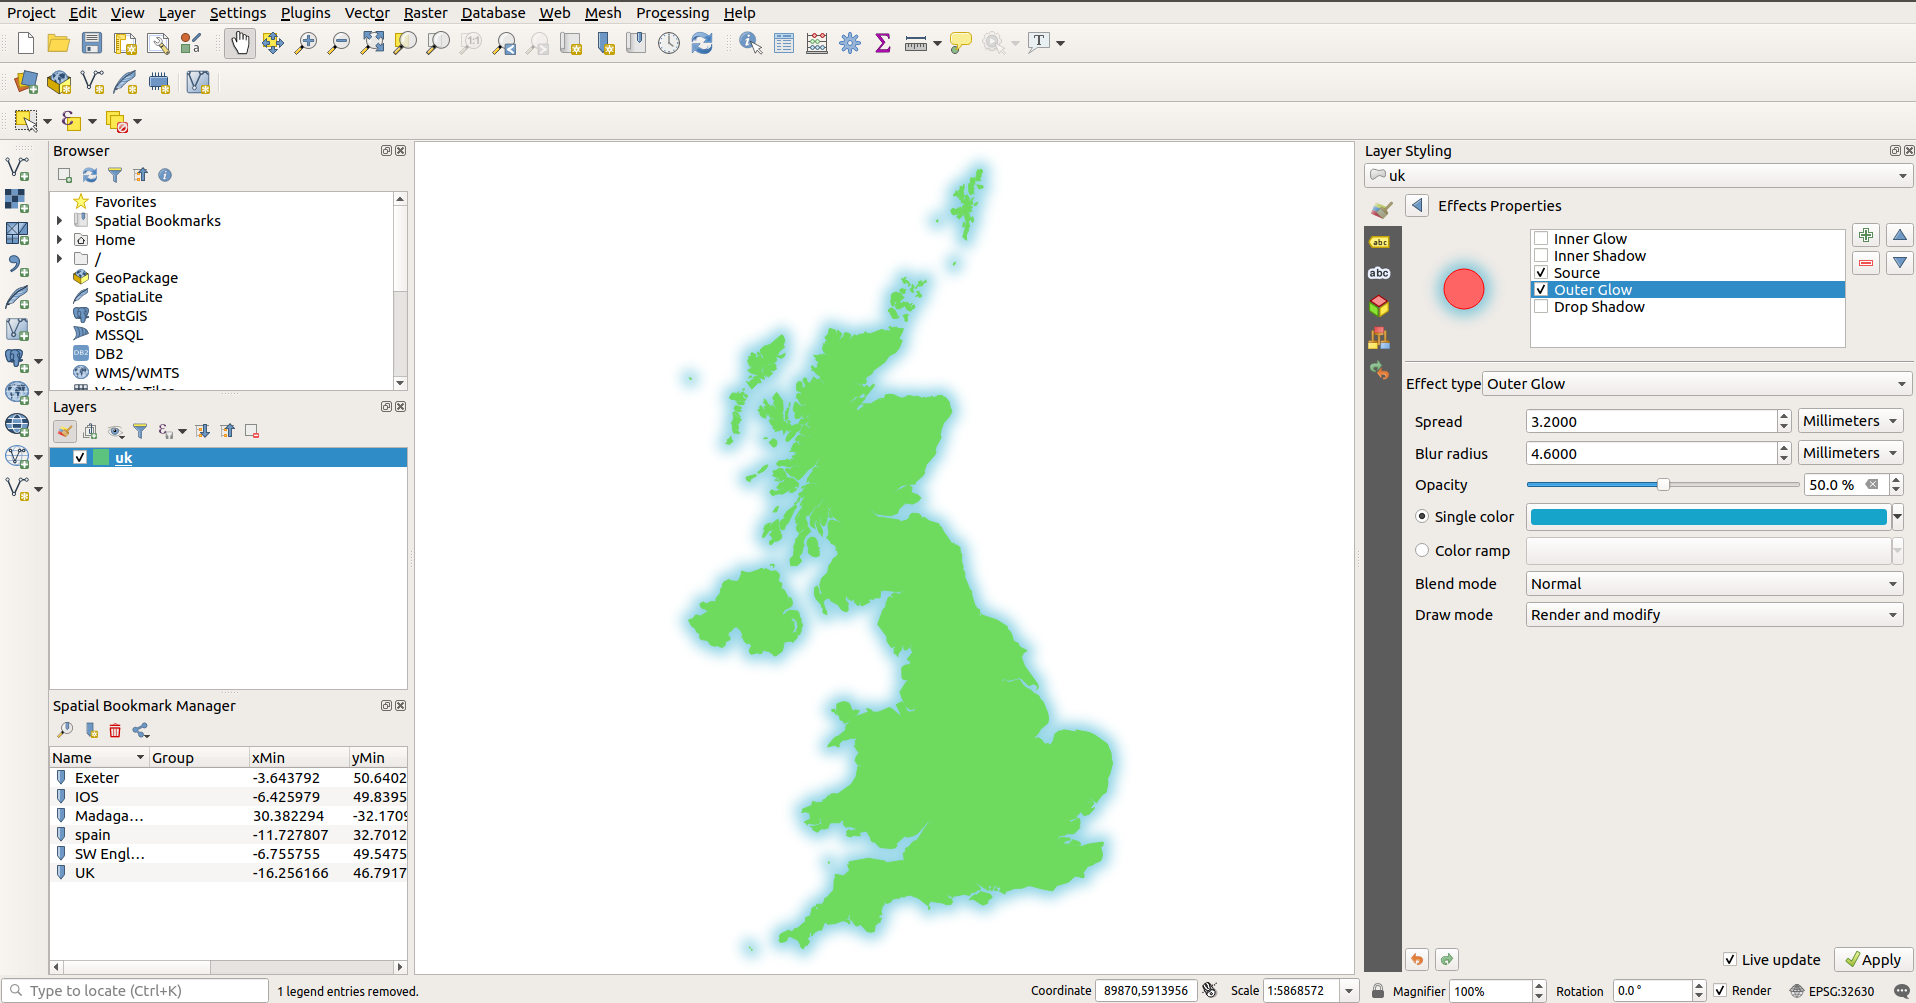 Project Edit View Layer Settings Plugins Vector Raster Database Web Mesh Processing Help
Browser
Favorites
Spatial Bookmarks
Home
/
GeoPackage
SpatiaLite
PostGIS
MSSQL
DB2
WMS/WMTS
Vector Tiles
Layers
uk
Spatial Bookmark Manager
Name Group xMin yMin
Exeter -3.643792 50.6402
IOS -6.425979 49.8395
Madaga... 30.382294 -32.1709
spain -11.727807 32.7012
SW Engl... -6.755755 49.5475
UK -16.256166 46.7917
Layer Styling
uk
Effects Properties
Inner Glow
Inner Shadow
Source
Outer Glow
Drop Shadow
Effect type Outer Glow
Spread 3.2000 Millimeters
Blur radius 4.6000 Millimeters
Opacity 50.0 %
Single color
Color ramp
Blend mode Normal
Draw mode Render and modify
Live update Apply
Type to locate (Ctrl+K) 1 legend entries removed. Coordinate 89870,5913956 Scale 1:5868572 Magnifier 100% Rotation 0.0 ° Render EPSG:32630